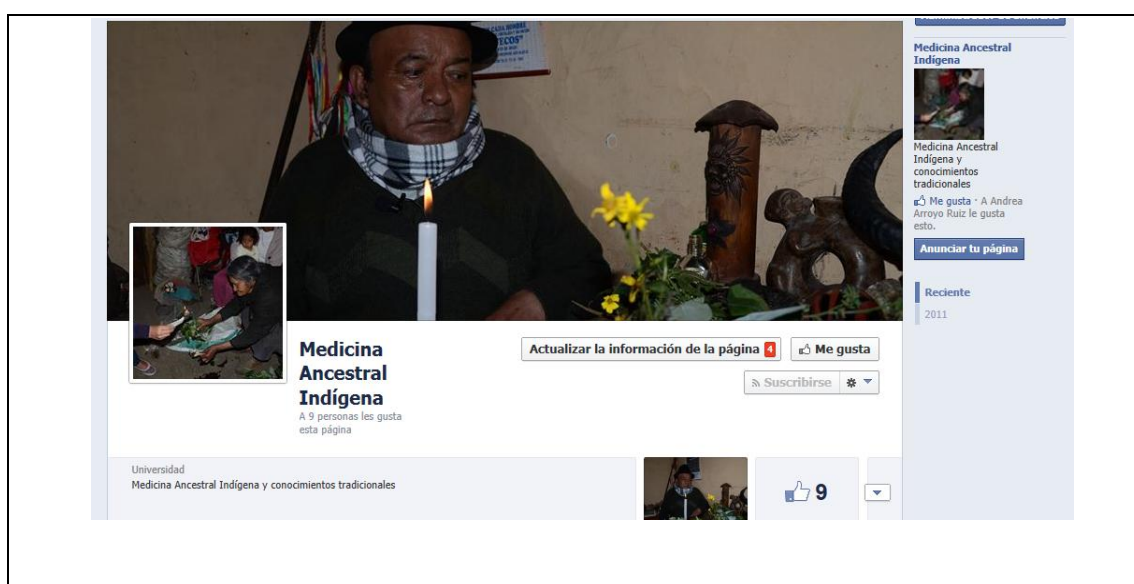 ECOS"
Medicina Ancestral
Indígena
Medicina Ancestral
Indígena y
conocimientos
tradicionales
Me gusta · A Andrea
Arroyo Ruiz le gusta
esto.
Anunciar tu página
Reciente
2011
Medicina
Ancestral
Indígena
A 9 personas les gusta
esta página
Actualizar la información de la página 4
Me gusta
Suscribirse
Universidad
Medicina Ancestral Indígena y conocimientos tradicionales
9